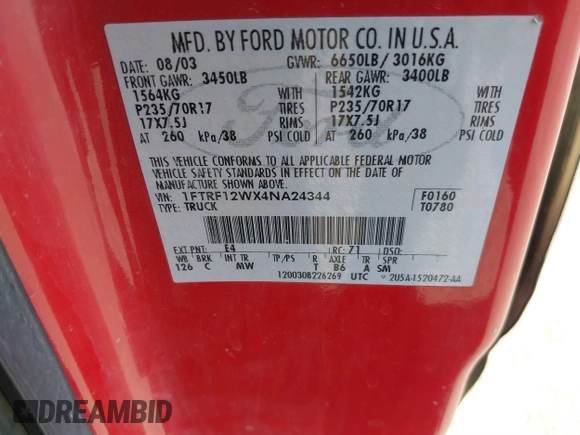 MFD. BY FORD MOTOR CO. IN U.S.A.
DATE: 08/03 GVWR: 6650LB/ 3016KG
FRONT GAWR: 3450LB REAR GAWR: 3400LB
1564KG WITH 1542KG WITH
P235/70R17 TIRES P235/70R17 TIRES
17X7.5J RIMS 17X7.5J RIMS
AT 260 kPa/38 PSI COLD AT 260 kPa/38 PSI COLD
THIS VEHICLE CONFORMS TO ALL APPLICABLE FEDERAL MOTOR
VEHICLE SAFETY STANDARDS IN EFFECT ON THE DATE OF
MANUFACTURE SHOWN ABOVE.
VIN: 1FTRF12WX4NA24344 F0160
TYPE: TRUCK T0780
EXT PNT: E4 RC: 71 DSO:
WB BRK INT TR TP/PS R AXLE TR SPR
126 C MW T B6 A SM
1200308226269 UTC 2U5A-1520472-AA
Ford
DREAMBID